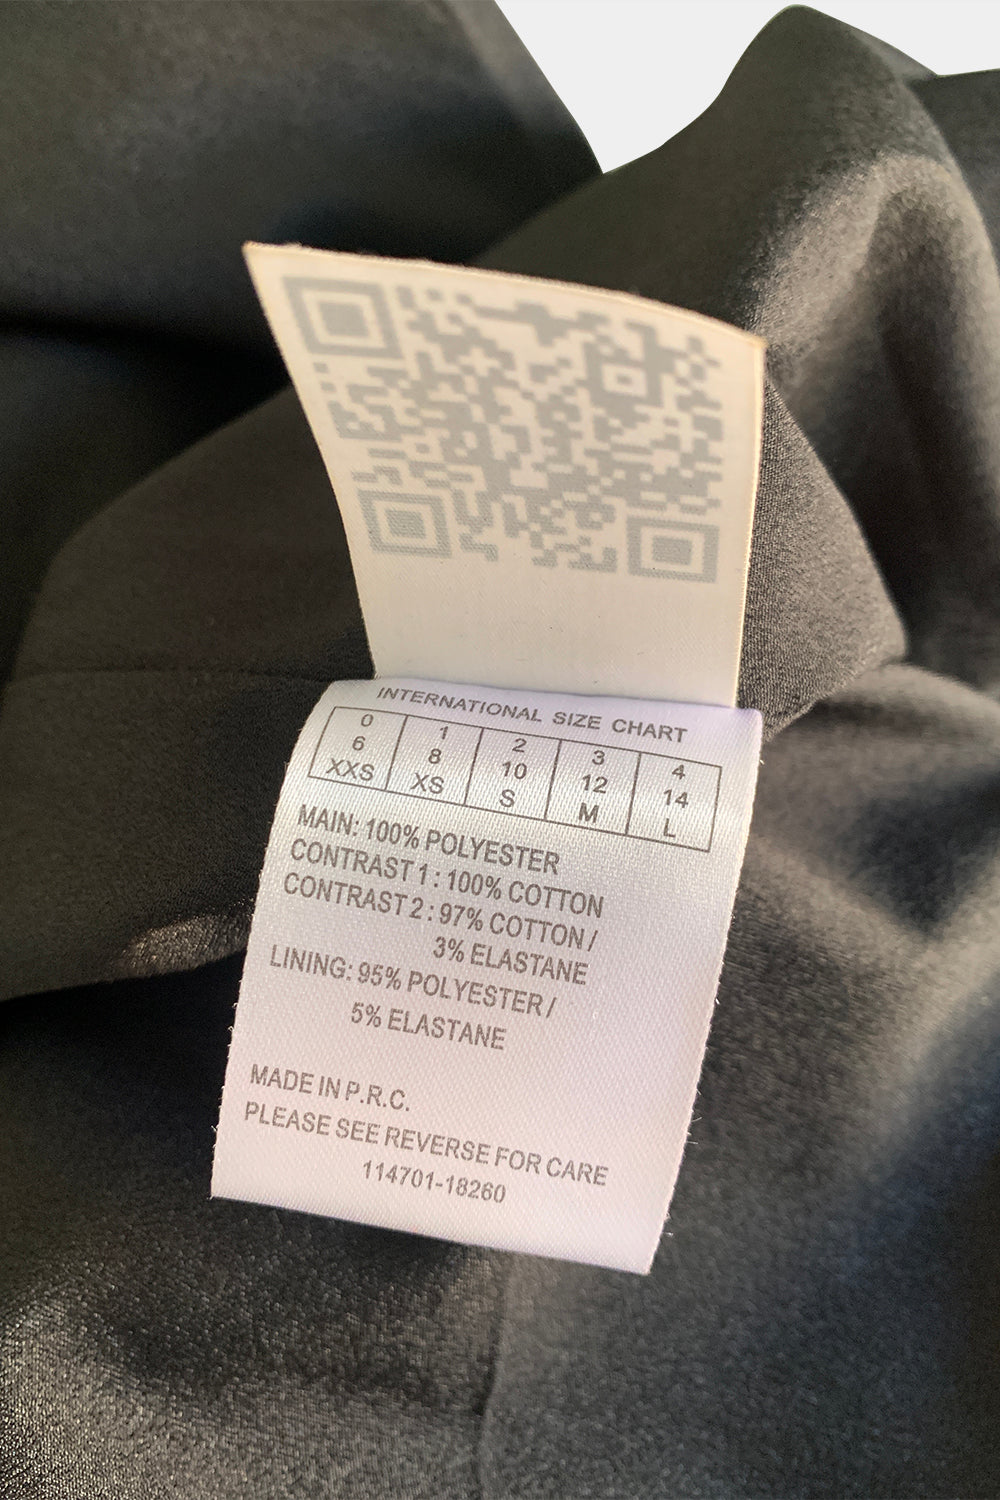 INTERNATIONAL SIZE CHART
0 1 2 3 4
6 8 10 12 14
XXS XS S M L
MAIN: 100% POLYESTER
CONTRAST 1 : 100% COTTON
CONTRAST 2 : 97% COTTON /
3% ELASTANE
LINING: 95% POLYESTER /
5% ELASTANE
MADE IN P.R.C.
PLEASE SEE REVERSE FOR CARE
114701-18260